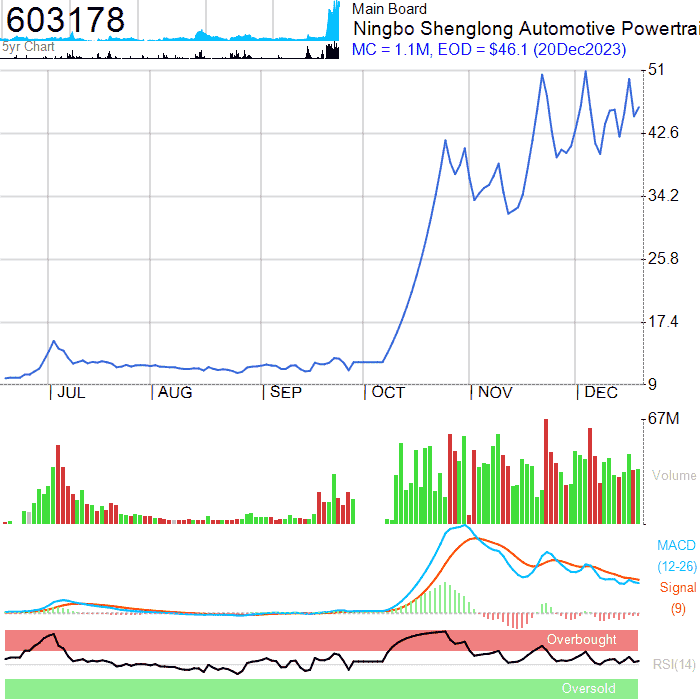 603178
5yr Chart
Main Board
Ningbo Shenglong Automotive Powertrai
MC = 1.1M, EOD = $46.1 (20Dec2023)
51
42.6
34.2
25.8
17.4
9
JUL AUG SEP OCT NOV DEC
67M
Volume
MACD
(12-26)
Signal
(9)
Overbought
RSI(14)
Oversold